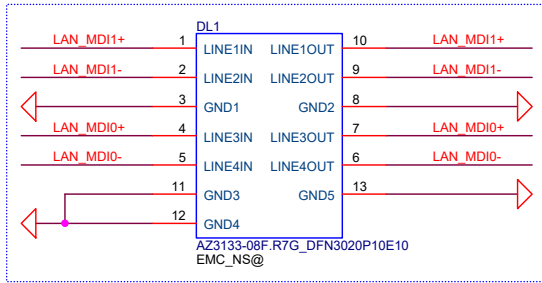 DL1
LAN_MDI1+ 1 LINE1IN LINE1OUT 10 LAN_MDI1+
LAN_MDI1- 2 LINE2IN LINE2OUT 9 LAN_MDI1-
3 GND1 GND2 8
LAN_MDI0+ 4 LINE3IN LINE3OUT 7 LAN_MDI0+
LAN_MDI0- 5 LINE4IN LINE4OUT 6 LAN_MDI0-
11 GND3 GND5 13
12 GND4
AZ3133-08F.R7G_DFN3020P10E10
EMC_NS@